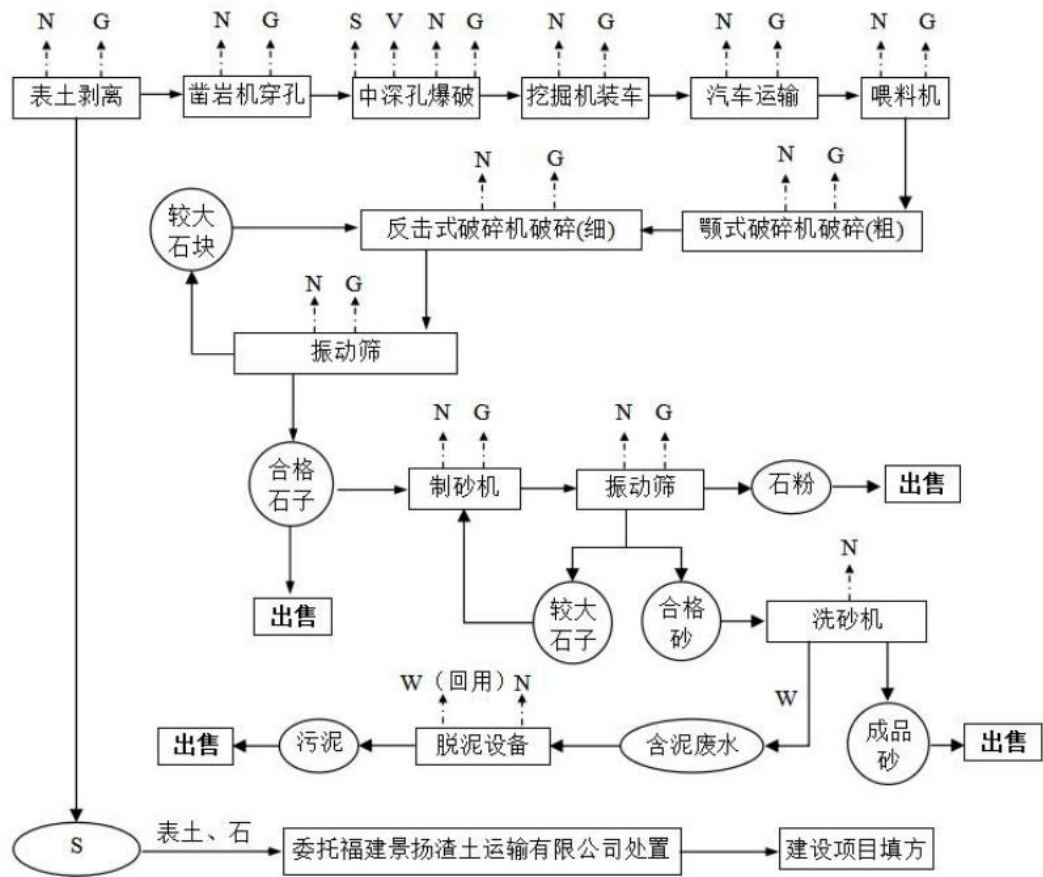 N G N G S V N G N G N G N G
表土剥离 凿岩机穿孔 中深孔爆破 挖掘机装车 汽车运输 喂料机
N G N G
较大
石块
反击式破碎机破碎(细) 颚式破碎机破碎(粗)
N G
振动筛
N G N G
合格
石子
制砂机 振动筛 石粉 出售
出售
较大
石子
合格
砂
N
洗砂机
W（回用）N W
出售 污泥 脱泥设备 含泥废水
成品
砂
出售
S 表土、石 委托福建景扬渣土运输有限公司处置 建设项目填方